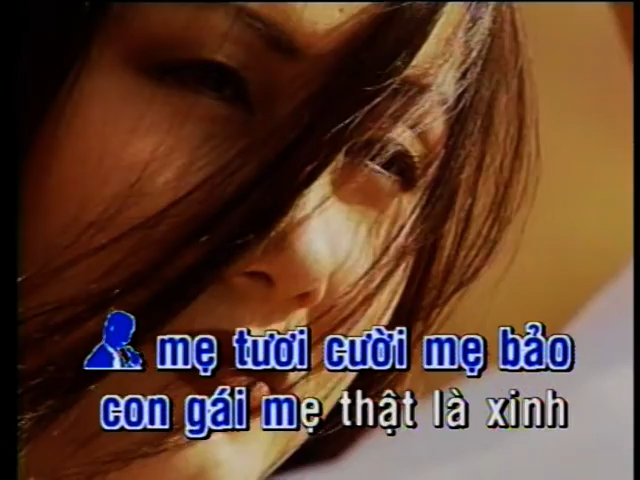 mẹ tươi cười mẹ bảo
con gái mẹ thật là xinh